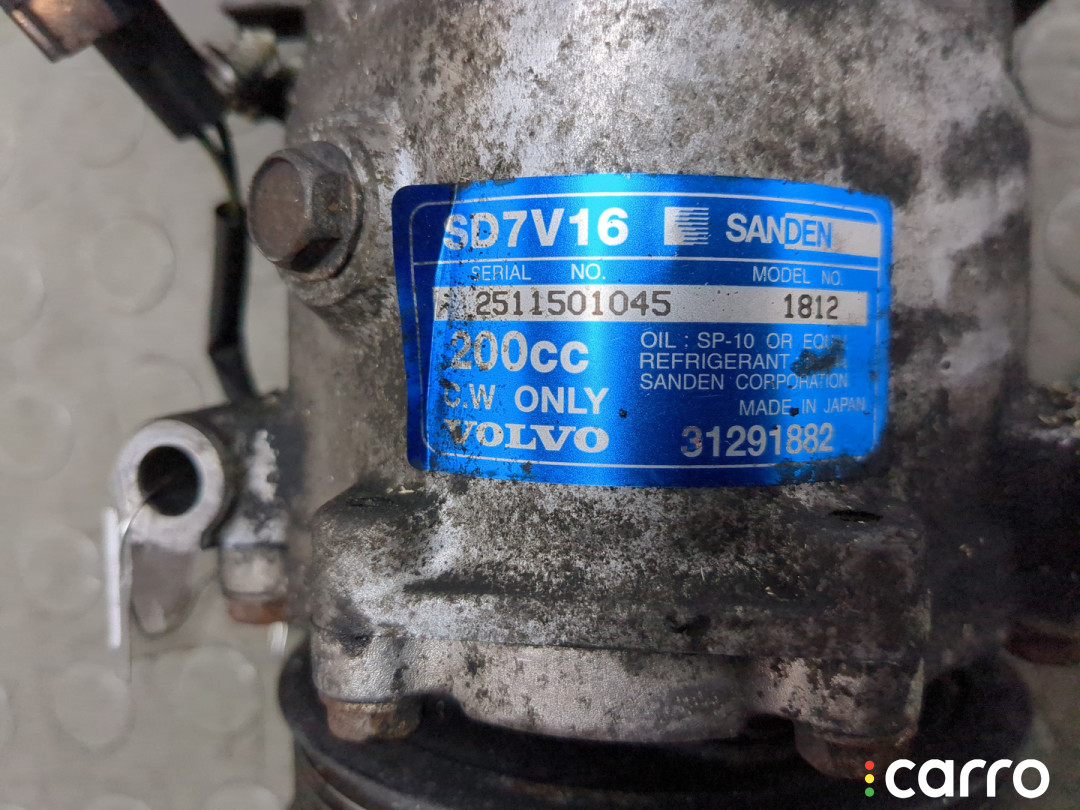 SD7V16 SANDEN
SERIAL NO. MODEL NO.
2511501045 1812
200cc OIL : SP-10 OR
REFRIGERANT
C.W ONLY SANDEN CORPORATION
MADE IN JAPAN
VOLVO 31291882
carro